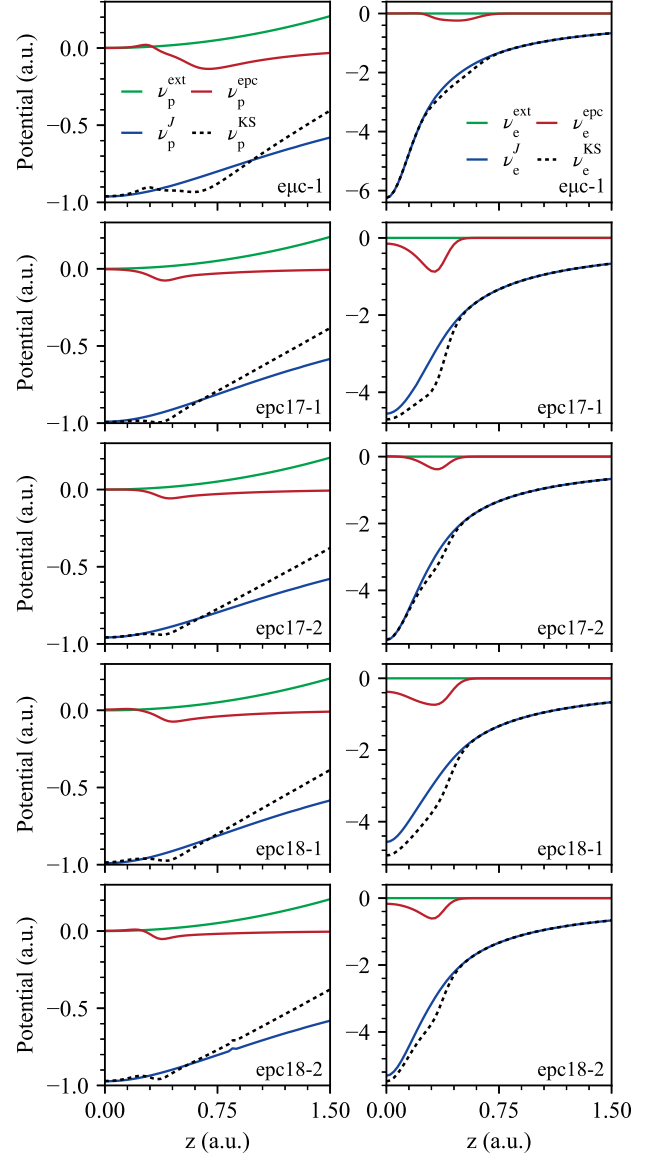 Potential (a.u.)
0.0
−0.5
−1.0
ν_p^ext
ν_p^epc
ν_p^J
ν_p^KS
eμc-1
0
−2
−4
−6
ν_e^ext
ν_e^epc
ν_e^J
ν_e^KS
eμc-1
Potential (a.u.)
0.0
−0.5
−1.0
epc17-1
0
−2
−4
epc17-1
Potential (a.u.)
0.0
−0.5
−1.0
epc17-2
0
−2
−4
epc17-2
Potential (a.u.)
0.0
−0.5
−1.0
epc18-1
0
−2
−4
epc18-1
Potential (a.u.)
0.0
−0.5
−1.0
epc18-2
0
−2
−4
epc18-2
0.00 0.75 1.50
0.00 0.75 1.50
z (a.u.)
z (a.u.)